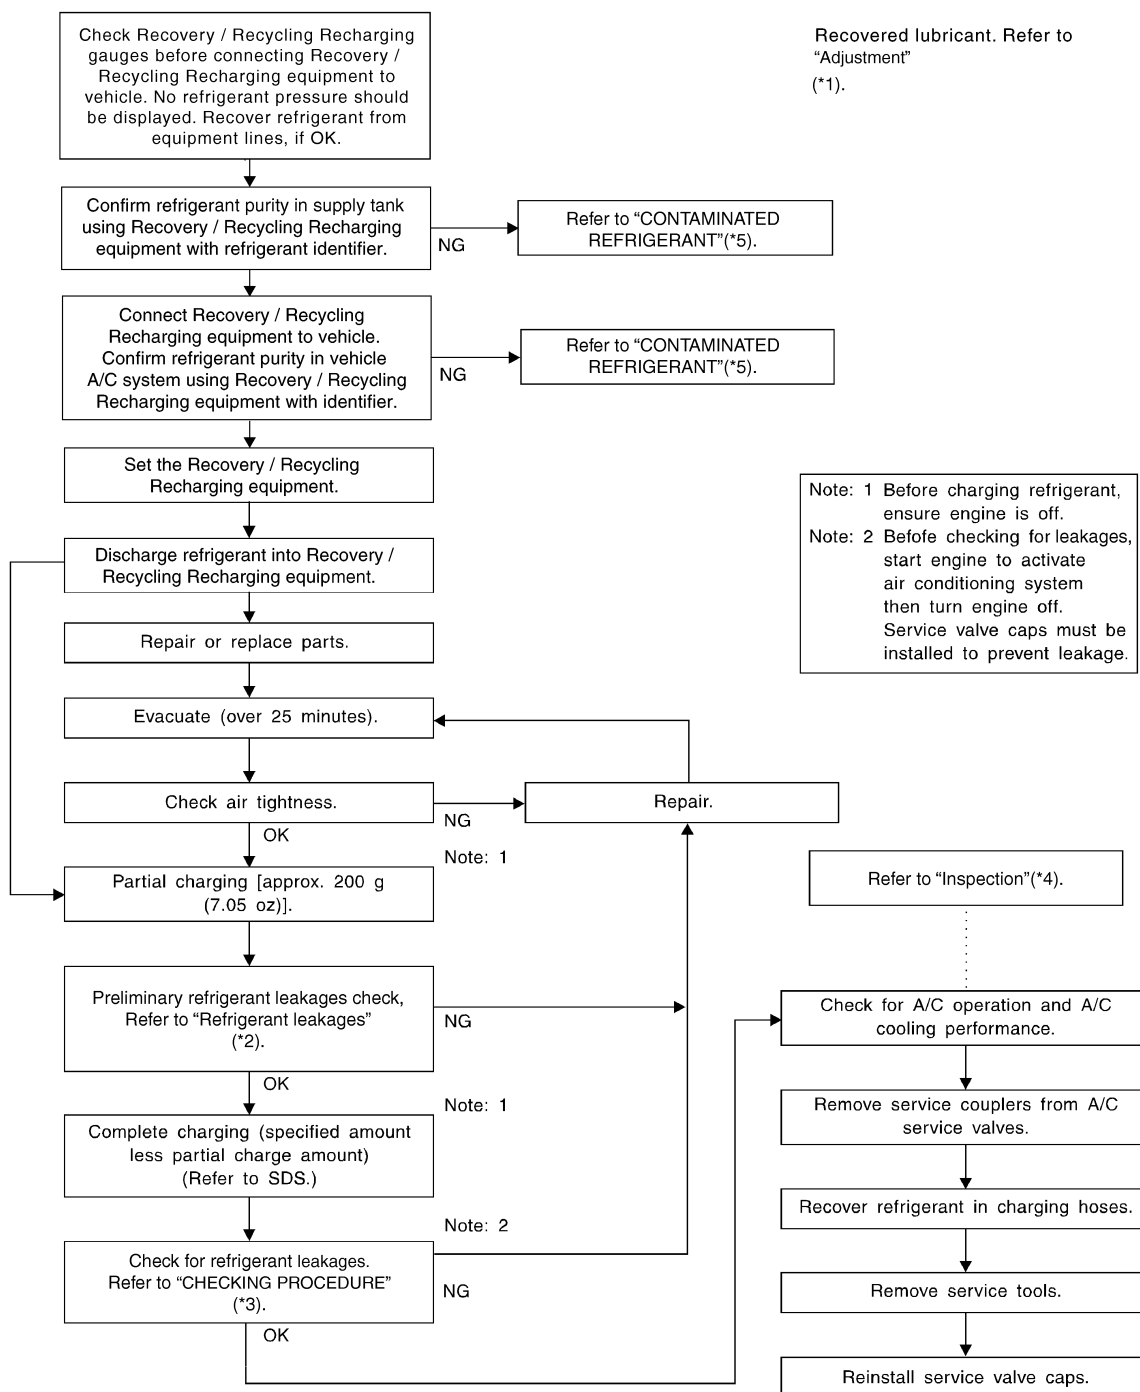 Check Recovery / Recycling Recharging
gauges before connecting Recovery /
Recycling Recharging equipment to
vehicle. No refrigerant pressure should
be displayed. Recover refrigerant from
equipment lines, if OK.
Recovered lubricant. Refer to
“Adjustment”
(*1).
Confirm refrigerant purity in supply tank
using Recovery / Recycling Recharging
equipment with refrigerant identifier.
NG
Refer to “CONTAMINATED
REFRIGERANT”(*5).
Connect Recovery / Recycling
Recharging equipment to vehicle.
Confirm refrigerant purity in vehicle
A/C system using Recovery / Recycling
Recharging equipment with identifier.
NG
Refer to “CONTAMINATED
REFRIGERANT”(*5).
Set the Recovery / Recycling
Recharging equipment.
Note: 1 Before charging refrigerant,
ensure engine is off.
Note: 2 Befofe checking for leakages,
start engine to activate
air conditioning system
then turn engine off.
Service valve caps must be
installed to prevent leakage.
Discharge refrigerant into Recovery /
Recycling Recharging equipment.
Repair or replace parts.
Evacuate (over 25 minutes).
Check air tightness.
NG
Repair.
OK
Note: 1
Partial charging [approx. 200 g
(7.05 oz)].
Preliminary refrigerant leakages check,
Refer to “Refrigerant leakages”
(*2).
NG
OK
Note: 1
Complete charging (specified amount
less partial charge amount)
(Refer to SDS.)
Note: 2
Check for refrigerant leakages.
Refer to “CHECKING PROCEDURE”
(*3).
NG
OK
Refer to “Inspection”(*4).
Check for A/C operation and A/C
cooling performance.
Remove service couplers from A/C
service valves.
Recover refrigerant in charging hoses.
Remove service tools.
Reinstall service valve caps.